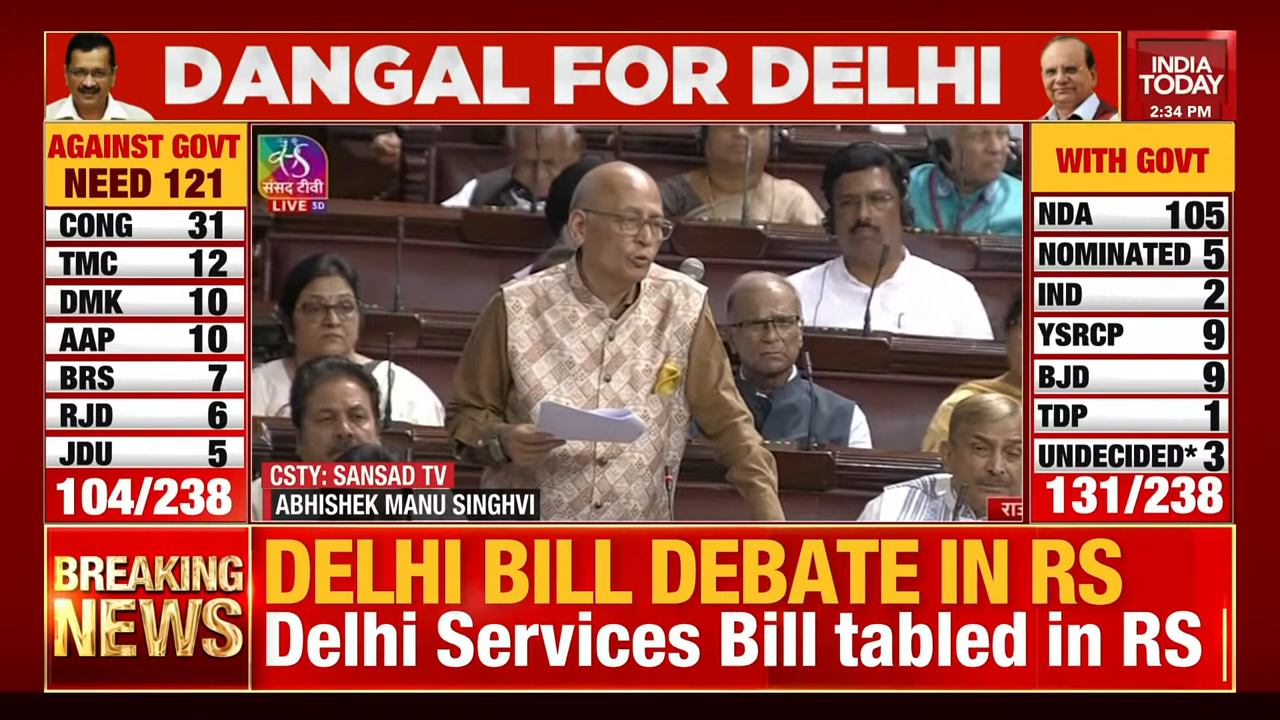 DANGAL FOR DELHI
INDIA
TODAY
2:34 PM
AGAINST GOVT
NEED 121
CONG 31
TMC 12
DMK 10
AAP 10
BRS 7
RJD 6
JDU 5
104/238
संसद टीवी
LIVE 3D
CSTY: SANSAD TV
ABHISHEK MANU SINGHVI
WITH GOVT
NDA 105
NOMINATED 5
IND 2
YSRCP 9
BJD 9
TDP 1
UNDECIDED* 3
131/238
BREAKING
NEWS
DELHI BILL DEBATE IN RS
Delhi Services Bill tabled in RS